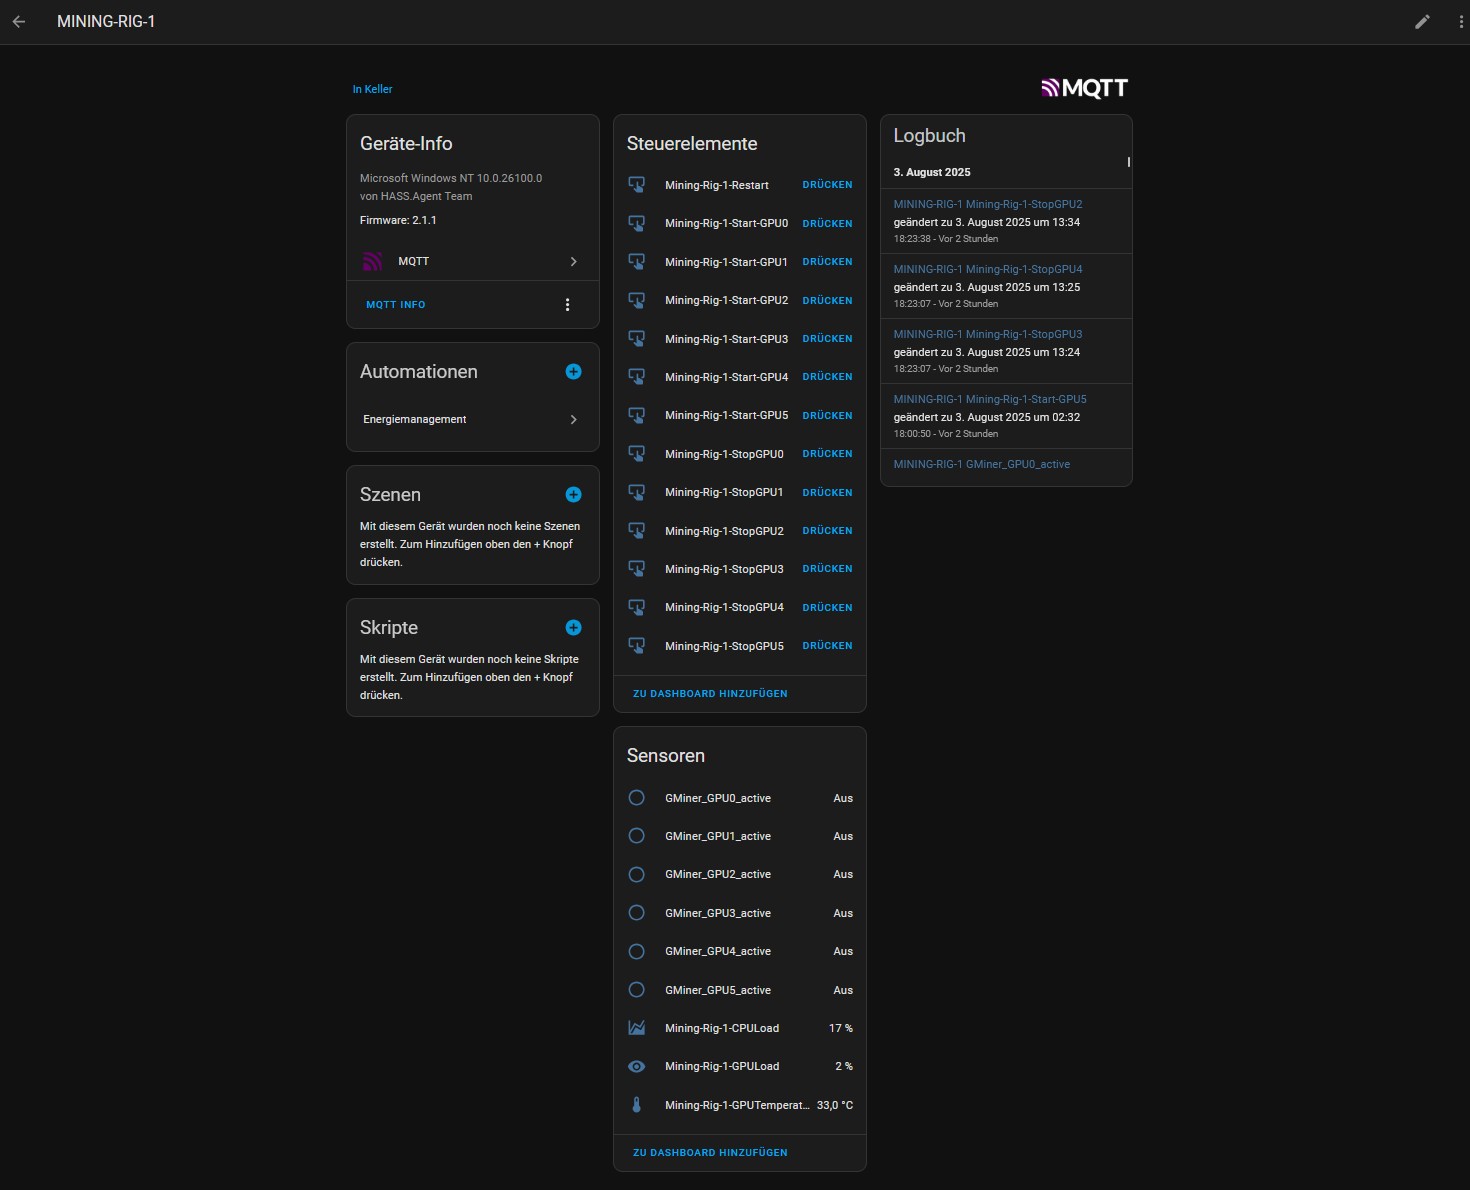 MINING-RIG-1
In Keller
MQTT
Geräte-Info
Microsoft Windows NT 10.0.26100.0
von HASS.Agent Team
Firmware: 2.1.1
MQTT
MQTT INFO
Automationen
Energiemanagement
Szenen
Mit diesem Gerät wurden noch keine Szenen
erstellt. Zum Hinzufügen oben den + Knopf
drücken.
Skripte
Mit diesem Gerät wurden noch keine Skripte
erstellt. Zum Hinzufügen oben den + Knopf
drücken.
Steuerelemente
Mining-Rig-1-Restart DRÜCKEN
Mining-Rig-1-Start-GPU0 DRÜCKEN
Mining-Rig-1-Start-GPU1 DRÜCKEN
Mining-Rig-1-Start-GPU2 DRÜCKEN
Mining-Rig-1-Start-GPU3 DRÜCKEN
Mining-Rig-1-Start-GPU4 DRÜCKEN
Mining-Rig-1-Start-GPU5 DRÜCKEN
Mining-Rig-1-StopGPU0 DRÜCKEN
Mining-Rig-1-StopGPU1 DRÜCKEN
Mining-Rig-1-StopGPU2 DRÜCKEN
Mining-Rig-1-StopGPU3 DRÜCKEN
Mining-Rig-1-StopGPU4 DRÜCKEN
Mining-Rig-1-StopGPU5 DRÜCKEN
ZU DASHBOARD HINZUFÜGEN
Sensoren
GMiner_GPU0_active Aus
GMiner_GPU1_active Aus
GMiner_GPU2_active Aus
GMiner_GPU3_active Aus
GMiner_GPU4_active Aus
GMiner_GPU5_active Aus
Mining-Rig-1-CPULoad 17 %
Mining-Rig-1-GPULoad 2 %
Mining-Rig-1-GPUTemperat... 33,0 °C
ZU DASHBOARD HINZUFÜGEN
Logbuch
3. August 2025
MINING-RIG-1 Mining-Rig-1-StopGPU2
geändert zu 3. August 2025 um 13:34
18:23:38 - Vor 2 Stunden
MINING-RIG-1 Mining-Rig-1-StopGPU4
geändert zu 3. August 2025 um 13:25
18:23:07 - Vor 2 Stunden
MINING-RIG-1 Mining-Rig-1-StopGPU3
geändert zu 3. August 2025 um 13:24
18:23:07 - Vor 2 Stunden
MINING-RIG-1 Mining-Rig-1-Start-GPU5
geändert zu 3. August 2025 um 02:32
18:00:50 - Vor 2 Stunden
MINING-RIG-1 GMiner_GPU0_active